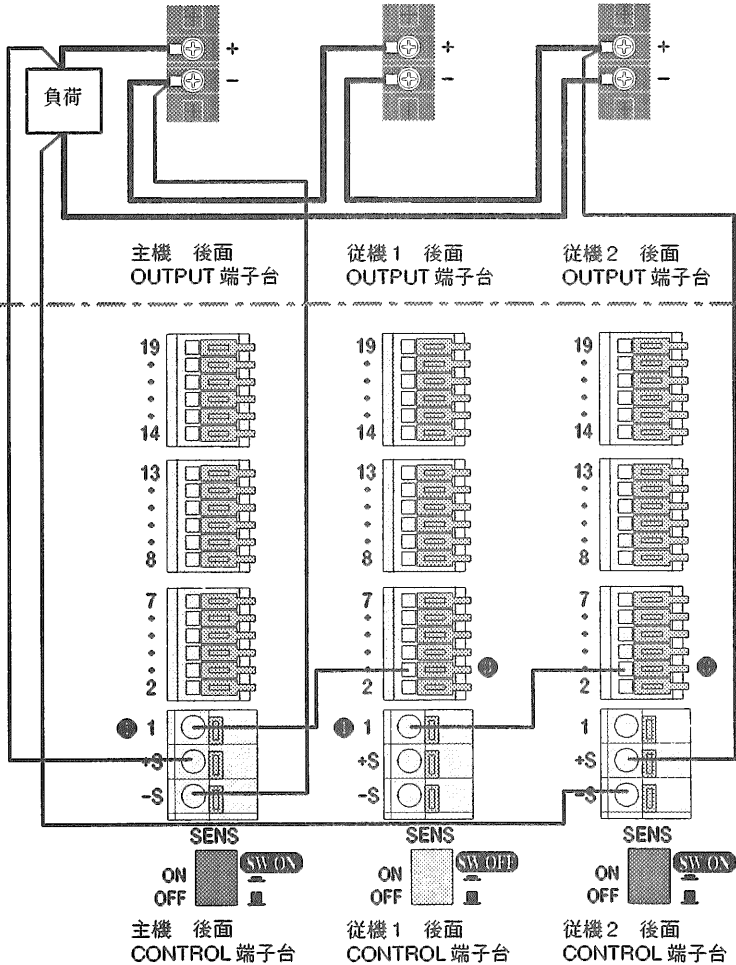 負荷
+ + +
− − −
主機 後面 従機1 後面 従機2 後面
OUTPUT 端子台 OUTPUT 端子台 OUTPUT 端子台
19 19 19
14 14 14
13 13 13
8 8 8
7 7 7
2 2 2
1 1 1
+S +S +S
-S -S -S
SENS SENS SENS
ON SW ON ON SW OFF ON SW ON
OFF OFF OFF
主機 後面 従機1 後面 従機2 後面
CONTROL 端子台 CONTROL 端子台 CONTROL 端子台